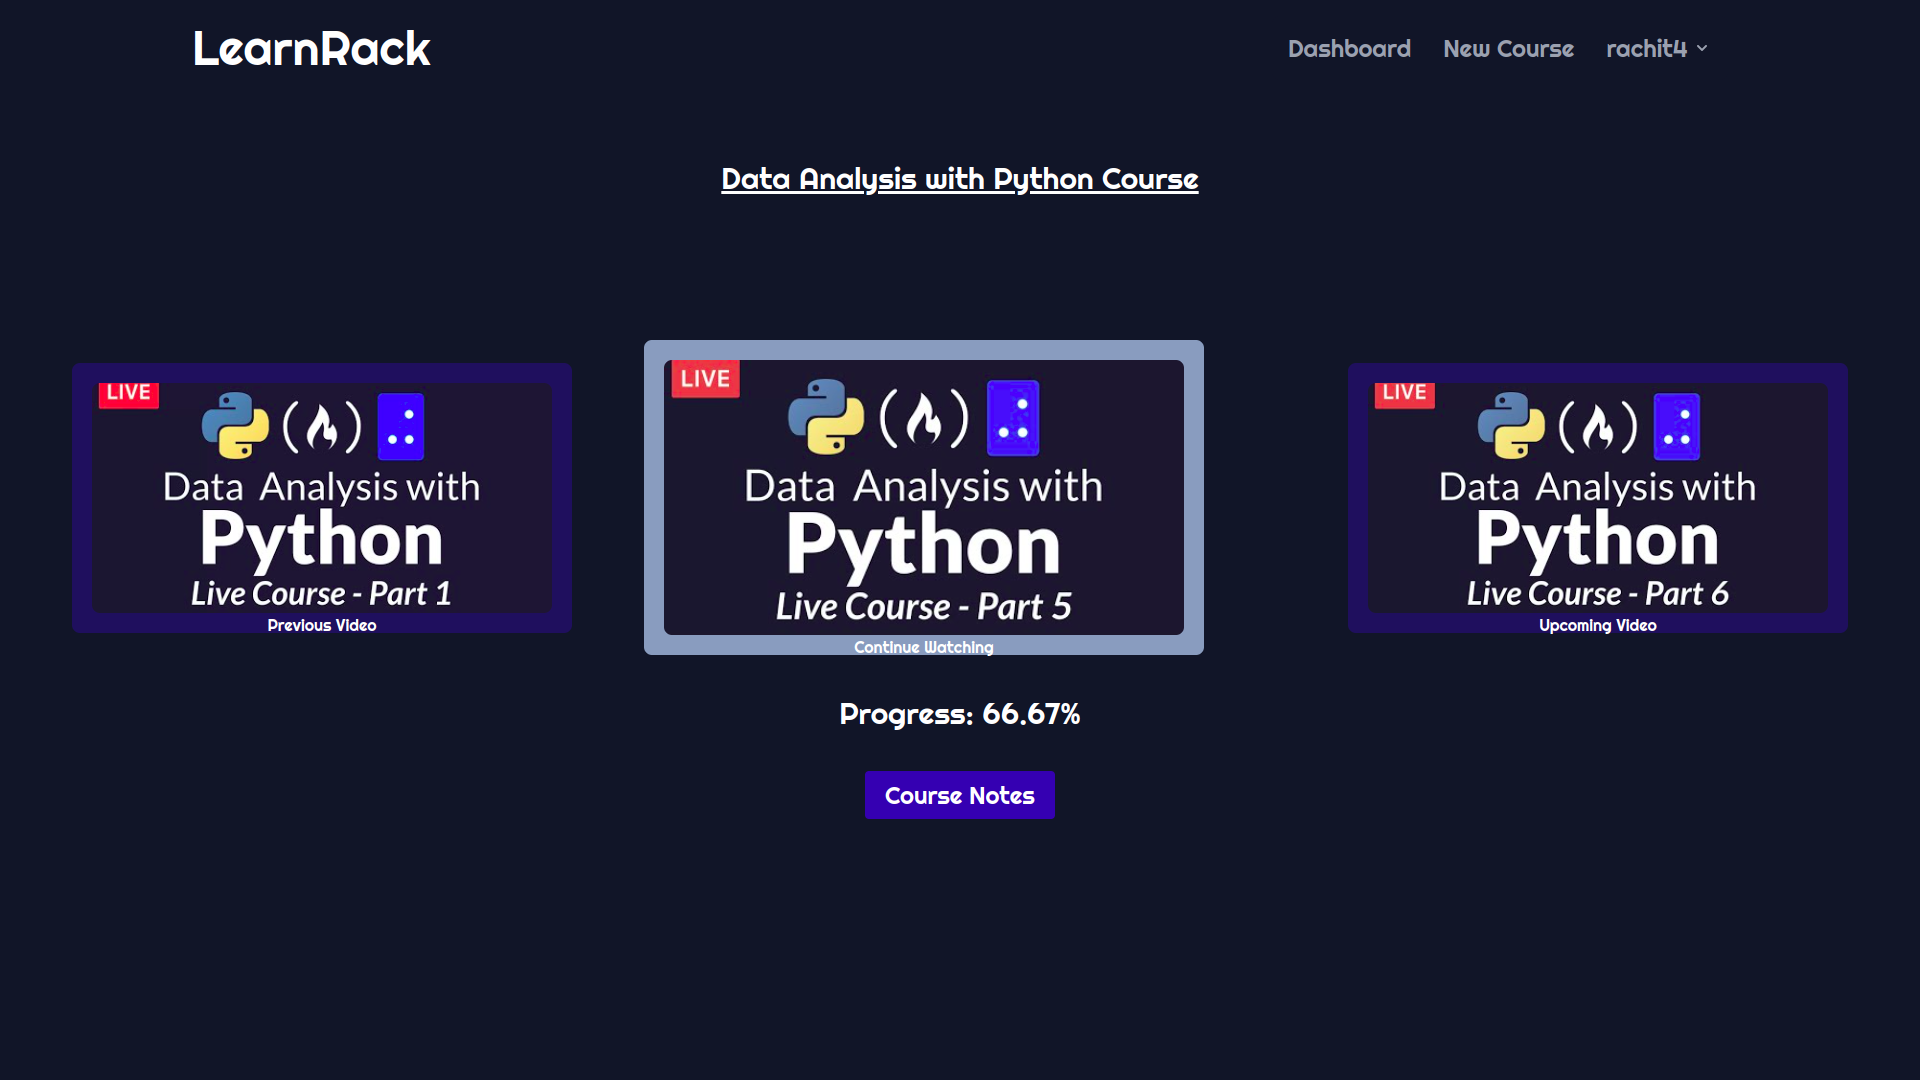 LearnRack
Dashboard New Course rachit4
Data Analysis with Python Course
LIVE
Data Analysis with
Python
Live Course - Part 1
Previous Video
LIVE
Data Analysis with
Python
Live Course - Part 5
Continue Watching
LIVE
Data Analysis with
Python
Live Course - Part 6
Upcoming Video
Progress: 66.67%
Course Notes